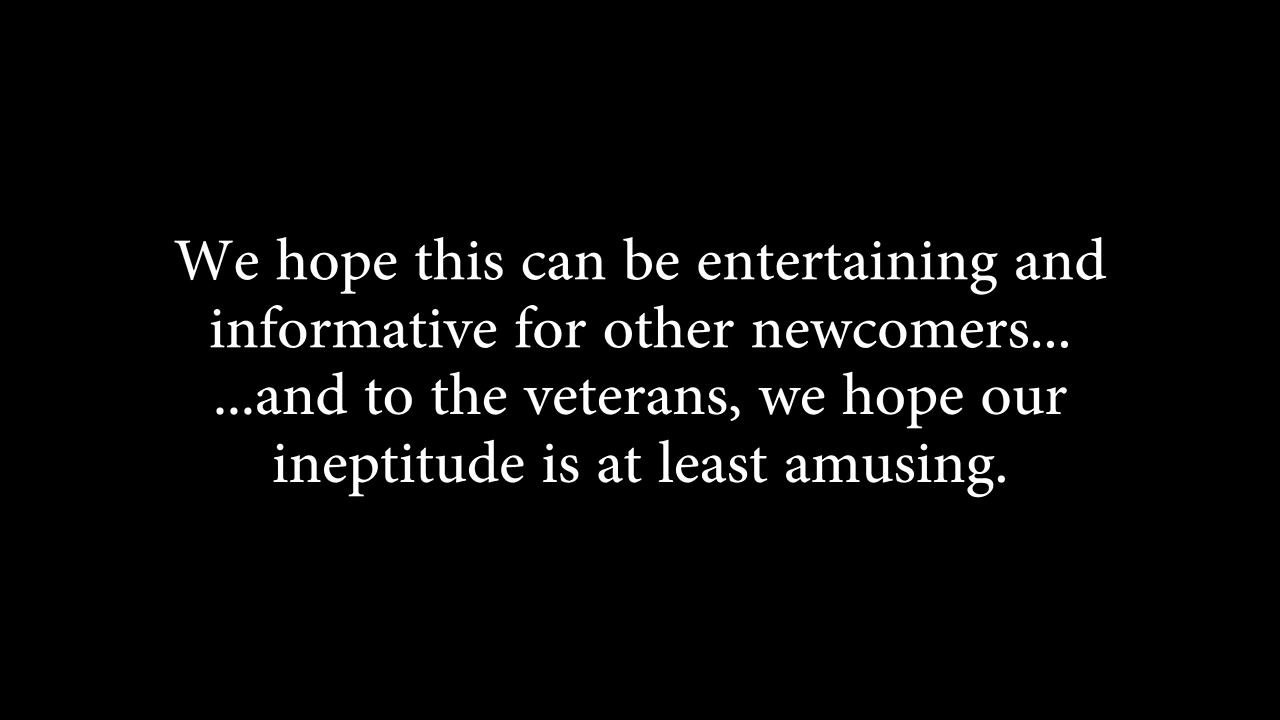 We hope this can be entertaining and
informative for other newcomers...
...and to the veterans, we hope our
ineptitude is at least amusing.